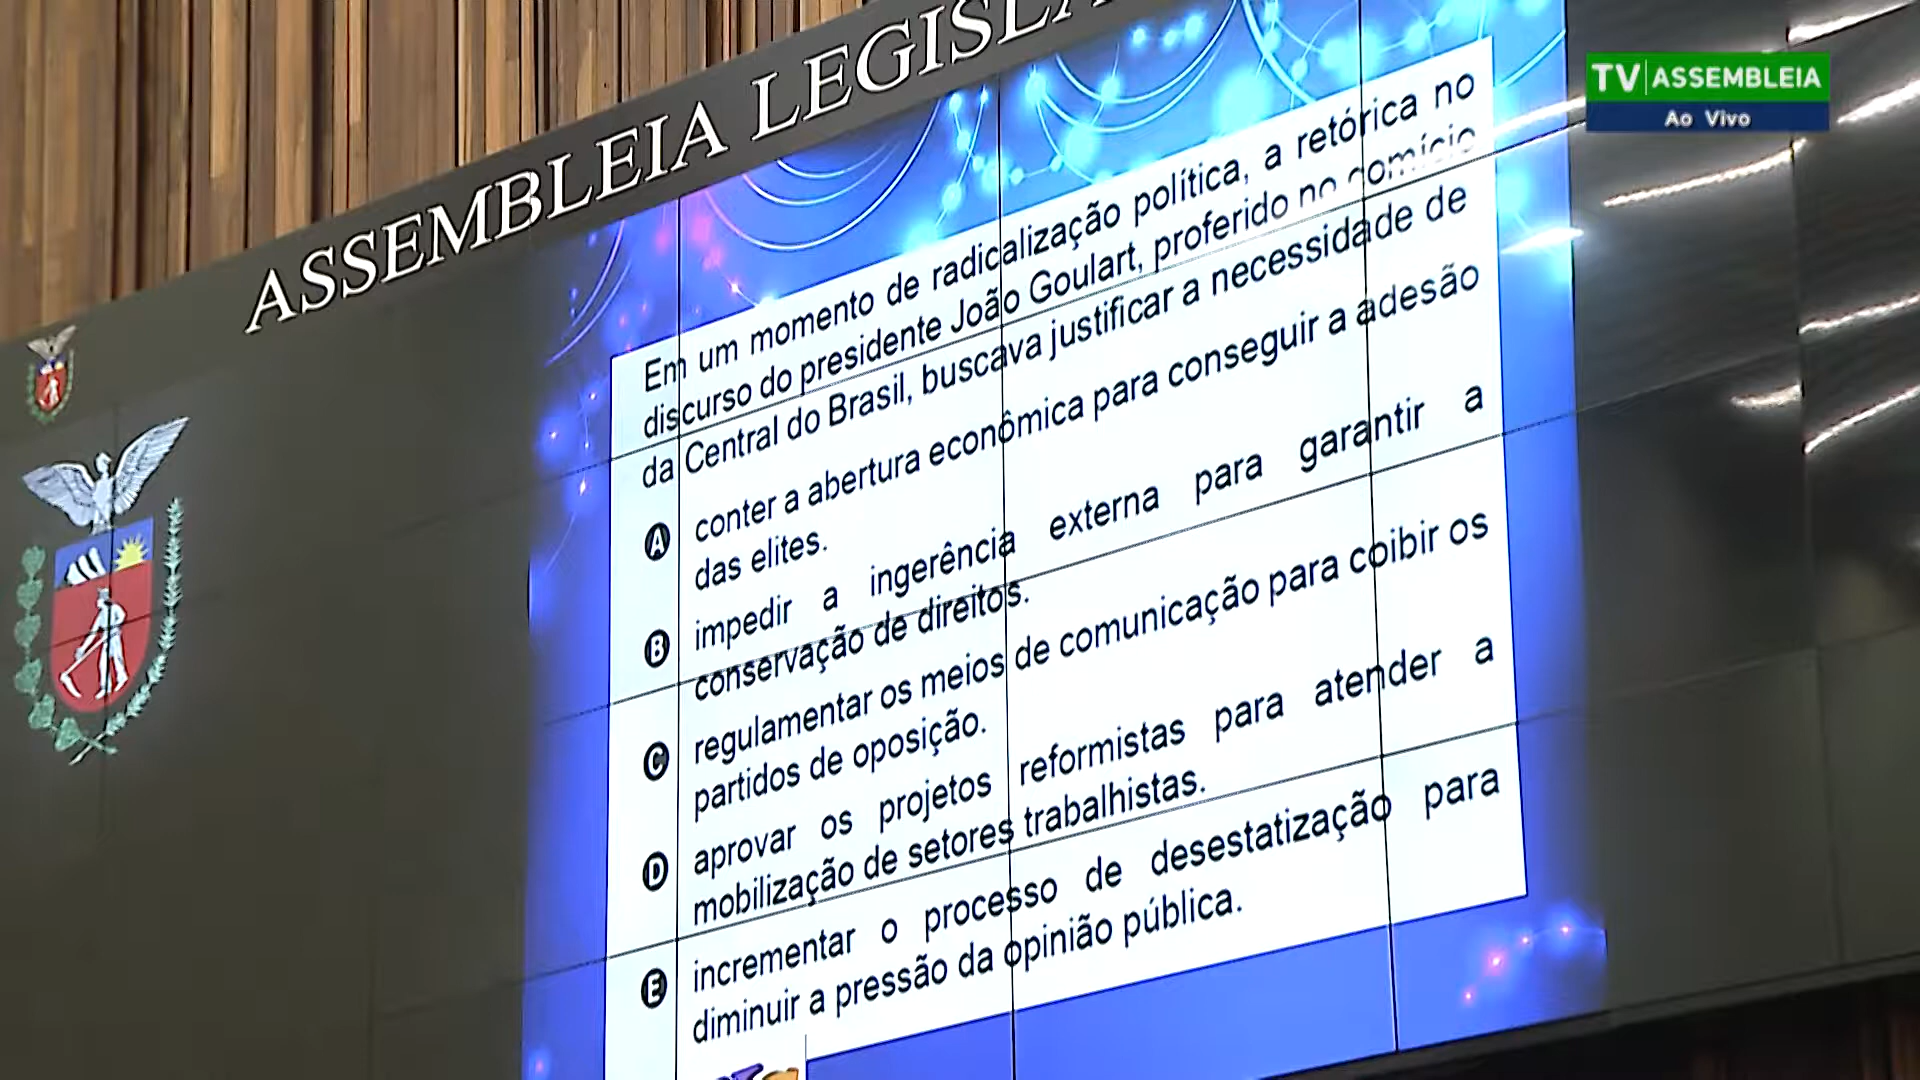 ASSEMBLEIA LEGISLA
TV ASSEMBLEIA
Ao Vivo
Em um momento de radicalização política, a retórica no
discurso do presidente João Goulart, proferido no comício
da Central do Brasil, buscava justificar a necessidade de
A conter a abertura econômica para conseguir a adesão
das elites.
B impedir a ingerência externa para garantir a
conservação de direitos.
C regulamentar os meios de comunicação para coibir os
partidos de oposição.
D aprovar os projetos reformistas para atender a
mobilização de setores trabalhistas.
E incrementar o processo de desestatização para
diminuir a pressão da opinião pública.